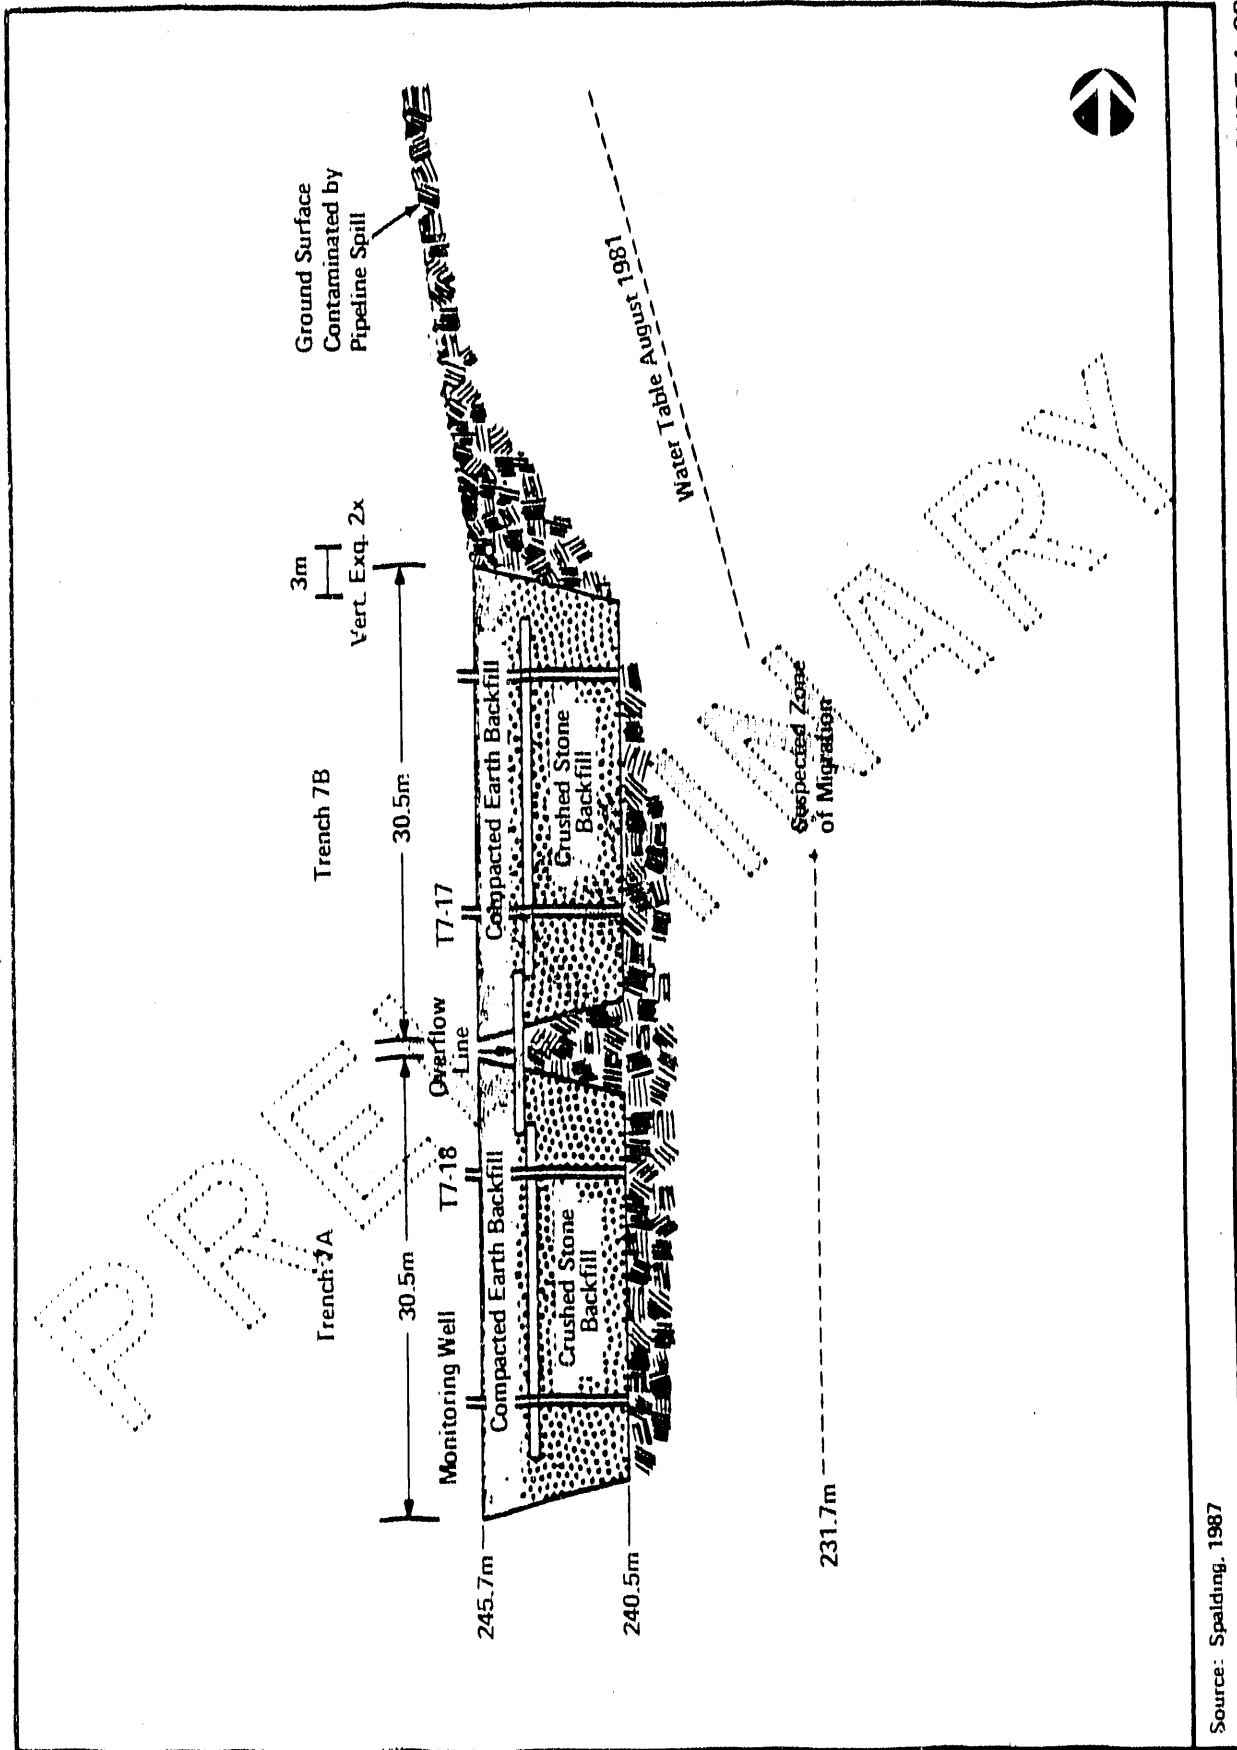 Ground Surface
Contaminated by
Pipeline Spill
3m
Vert. Exq. 2x
Trench 7A
Trench 7B
30.5m
30.5m
Monitoring Well
T7-18
Overflow
Line
T7-17
Compacted Earth Backfill
Compacted Earth Backfill
Crushed Stone
Backfill
Crushed Stone
Backfill
245.7m
240.5m
231.7m
Water Table August 1981
Suspected Zone
of Migration
Source: Spalding, 1987